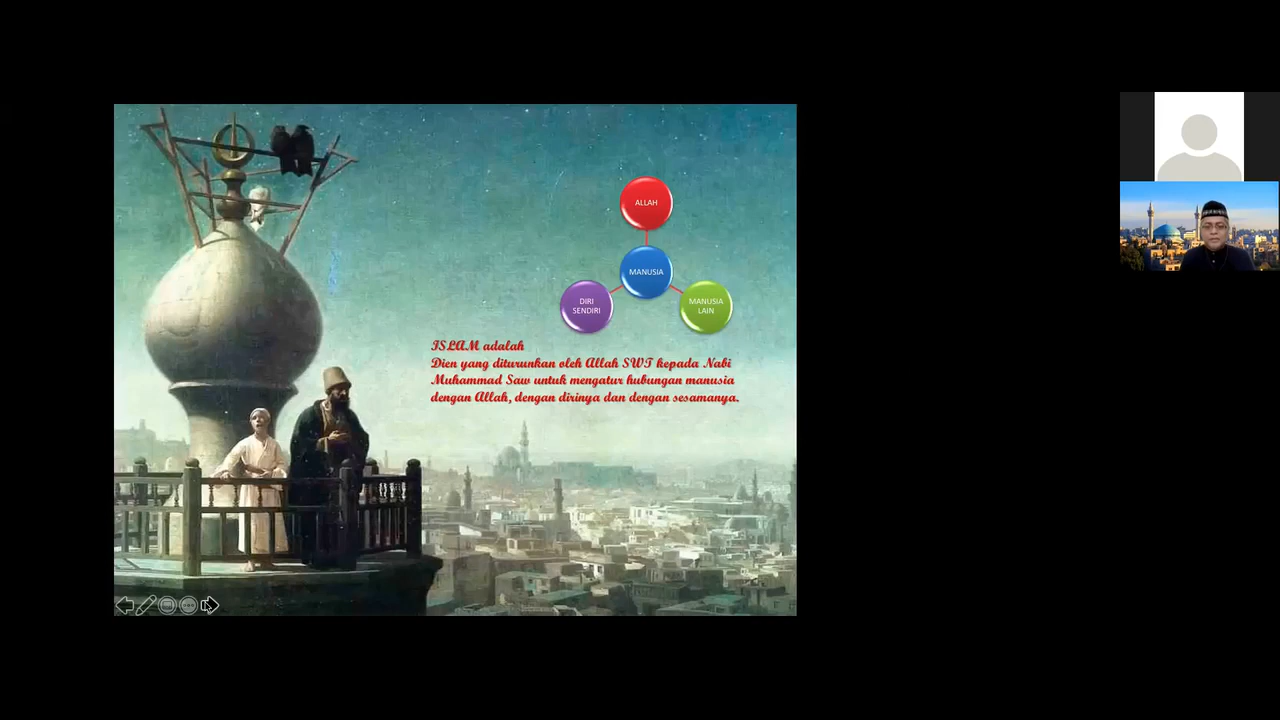 ALLAH
MANUSIA
DIRI
SENDIRI
MANUSIA
LAIN
ISLAM adalah
Dien yang diturunkan oleh Allah SWT kepada Nabi
Muhammad Saw untuk mengatur hubungan manusia
dengan Allah, dengan dirinya dan dengan sesamanya.